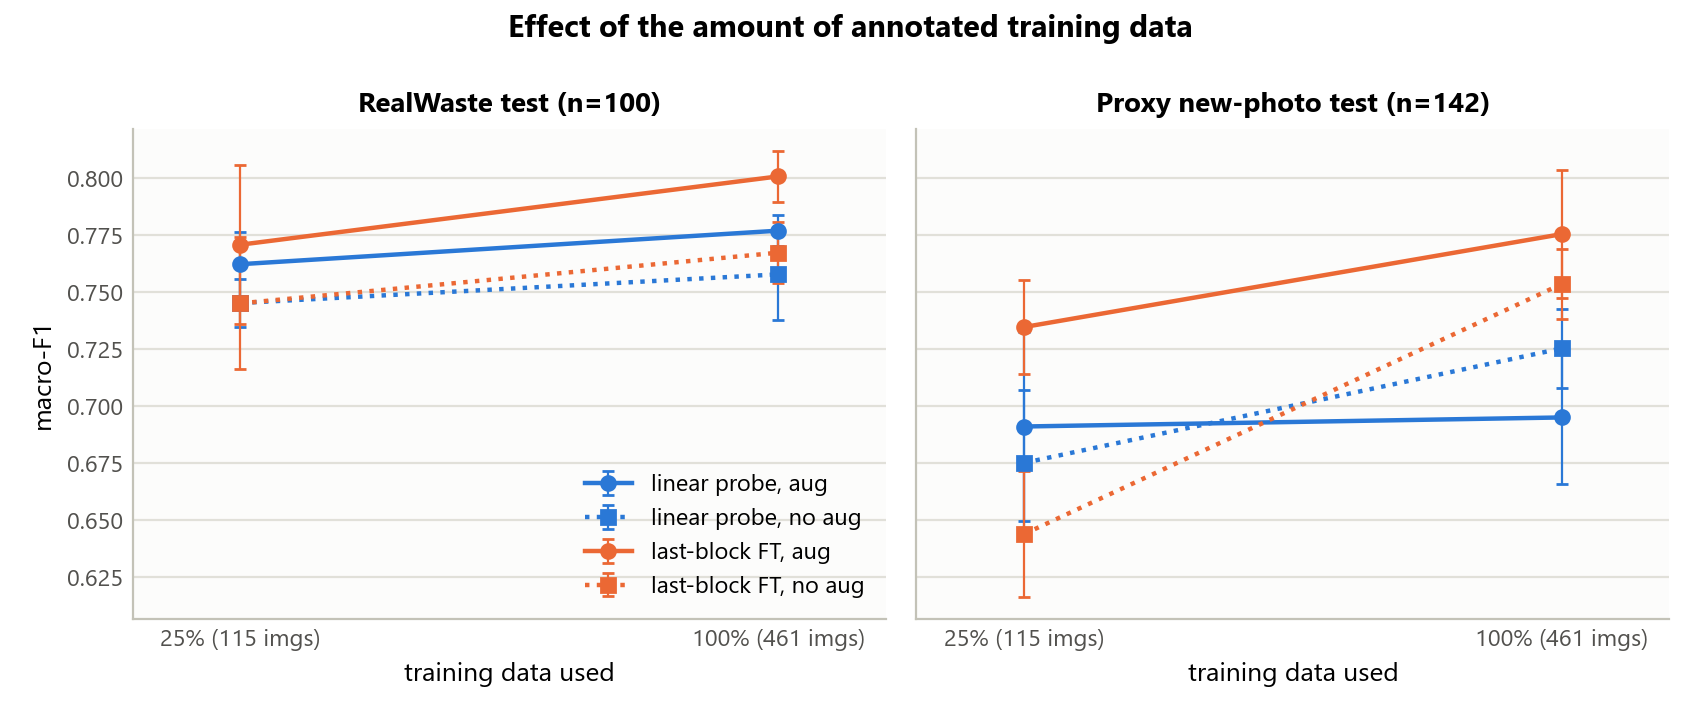 Effect of the amount of annotated training data
RealWaste test (n=100)
Proxy new-photo test (n=142)
macro-F1
0.800
0.775
0.750
0.725
0.700
0.675
0.650
0.625
linear probe, aug
linear probe, no aug
last-block FT, aug
last-block FT, no aug
25% (115 imgs)
100% (461 imgs)
25% (115 imgs)
100% (461 imgs)
training data used
training data used